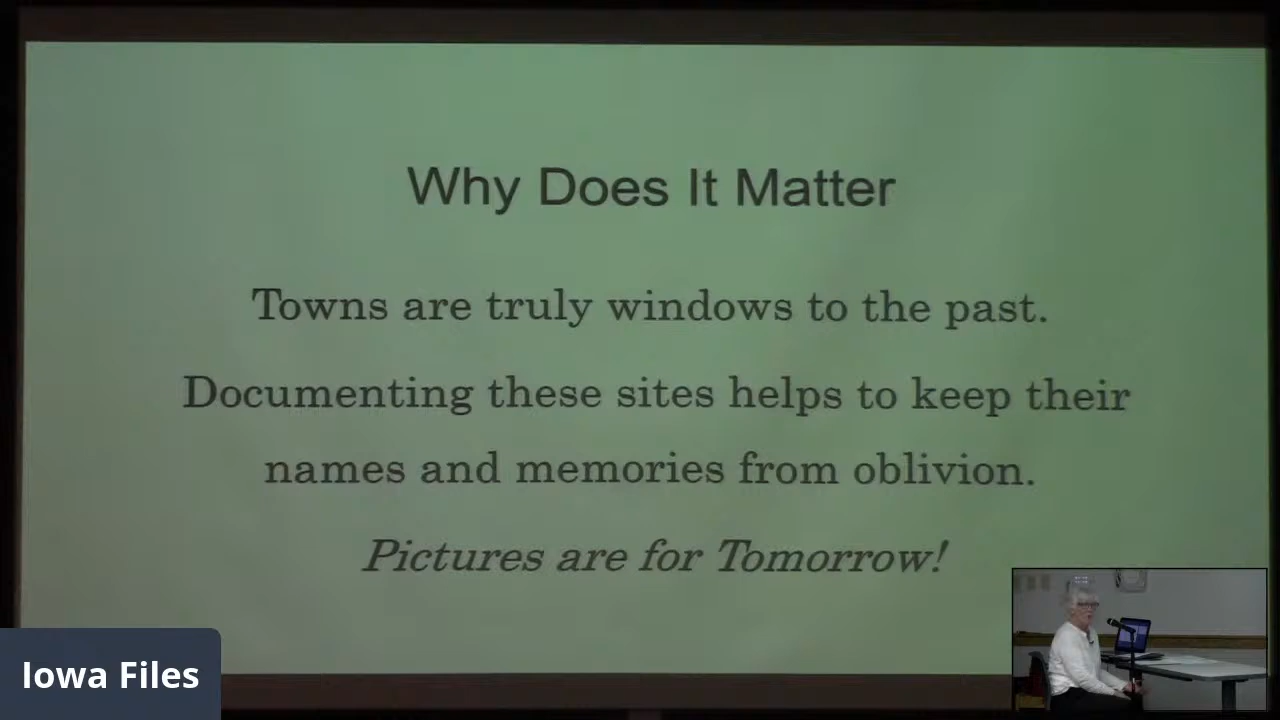 Why Does It Matter
Towns are truly windows to the past.
Documenting these sites helps to keep their
names and memories from oblivion.
Pictures are for Tomorrow!
Iowa Files